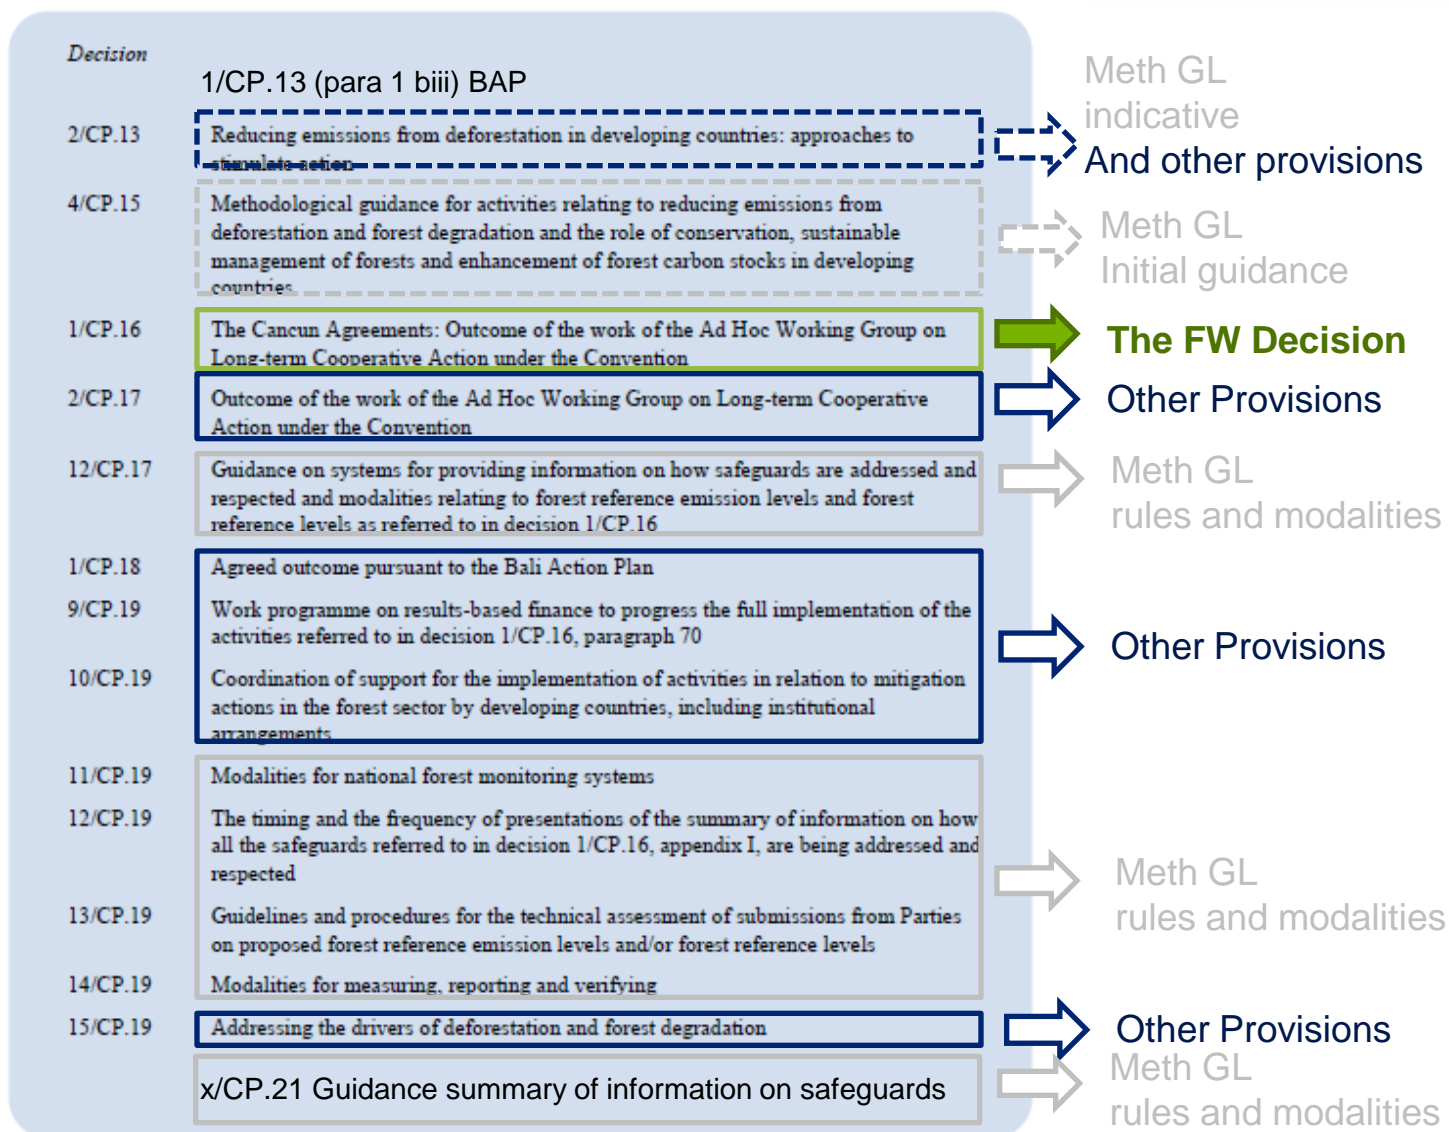 Decision
1/CP.13 (para 1 biii) BAP
2/CP.13
Reducing emissions from deforestation in developing countries: approaches to
stimulate action
Meth GL
indicative
And other provisions
4/CP.15
Methodological guidance for activities relating to reducing emissions from
deforestation and forest degradation and the role of conservation, sustainable
management of forests and enhancement of forest carbon stocks in developing
countries
Meth GL
Initial guidance
1/CP.16
The Cancun Agreements: Outcome of the work of the Ad Hoc Working Group on
Long-term Cooperative Action under the Convention
The FW Decision
2/CP.17
Outcome of the work of the Ad Hoc Working Group on Long-term Cooperative
Action under the Convention
Other Provisions
12/CP.17
Guidance on systems for providing information on how safeguards are addressed and
respected and modalities relating to forest reference emission levels and forest
reference levels as referred to in decision 1/CP.16
Meth GL
rules and modalities
1/CP.18
Agreed outcome pursuant to the Bali Action Plan
9/CP.19
Work programme on results-based finance to progress the full implementation of the
activities referred to in decision 1/CP.16, paragraph 70
10/CP.19
Coordination of support for the implementation of activities in relation to mitigation
actions in the forest sector by developing countries, including institutional
arrangements
Other Provisions
11/CP.19
Modalities for national forest monitoring systems
12/CP.19
The timing and the frequency of presentations of the summary of information on how
all the safeguards referred to in decision 1/CP.16, appendix I, are being addressed and
respected
13/CP.19
Guidelines and procedures for the technical assessment of submissions from Parties
on proposed forest reference emission levels and/or forest reference levels
14/CP.19
Modalities for measuring, reporting and verifying
Meth GL
rules and modalities
15/CP.19
Addressing the drivers of deforestation and forest degradation
Other Provisions
x/CP.21 Guidance summary of information on safeguards
Meth GL
rules and modalities